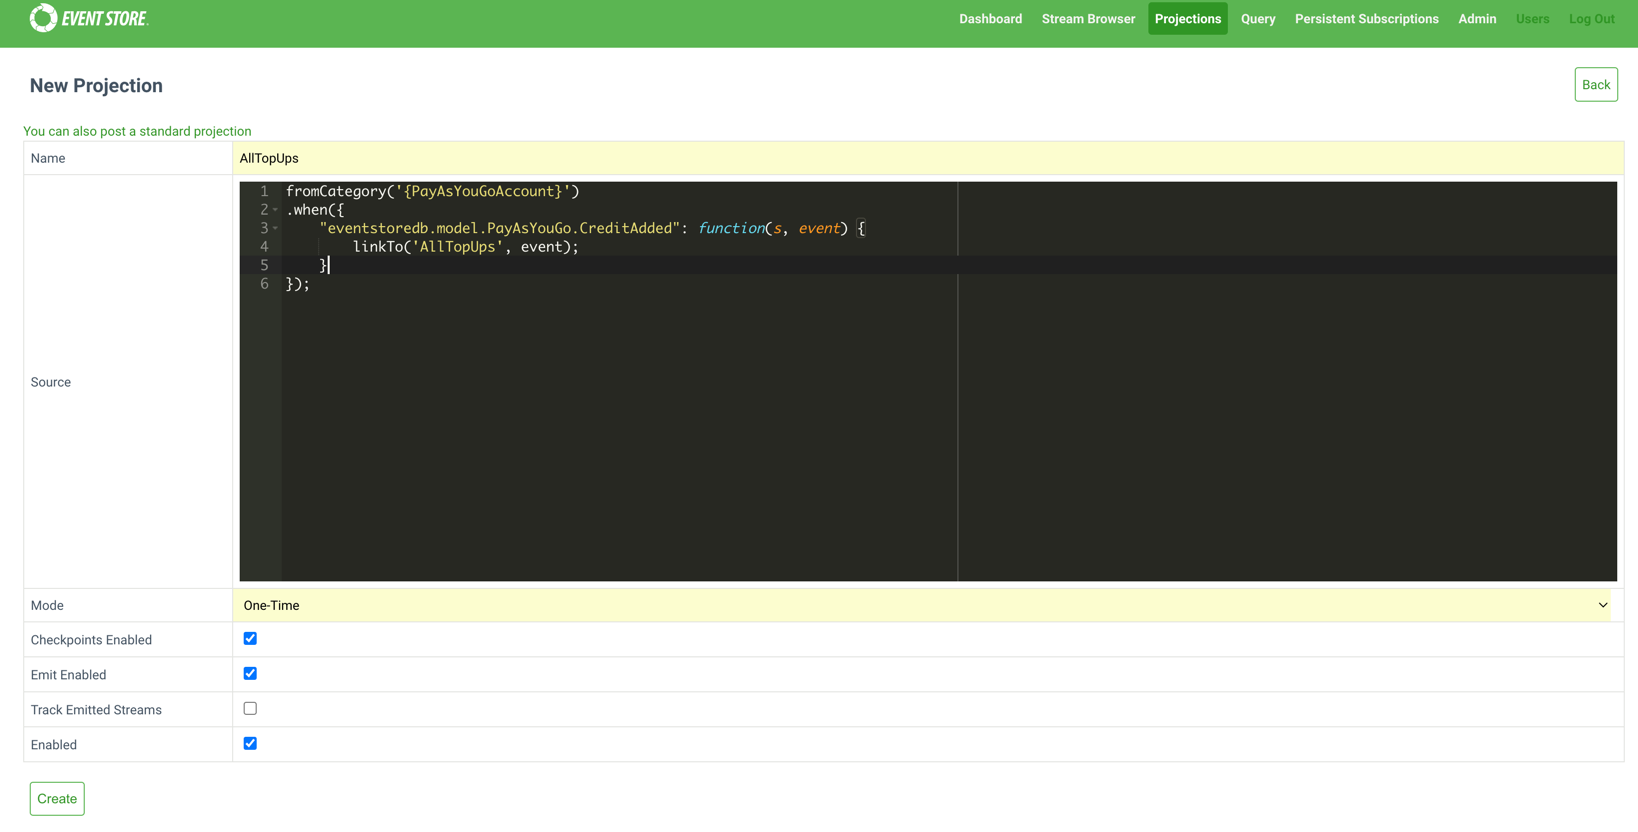 EVENT STORE
Dashboard Stream Browser Projections Query Persistent Subscriptions Admin Users Log Out
New Projection
Back
You can also post a standard projection
Name AllTopUps
Source
1 fromCategory('{PayAsYouGoAccount}')
2 .when({
3 "eventstoredb.model.PayAsYouGo.CreditAdded": function(s, event) {
4 linkTo('AllTopUps', event);
5 }
6 });
Mode One-Time
Checkpoints Enabled
Emit Enabled
Track Emitted Streams
Enabled
Create